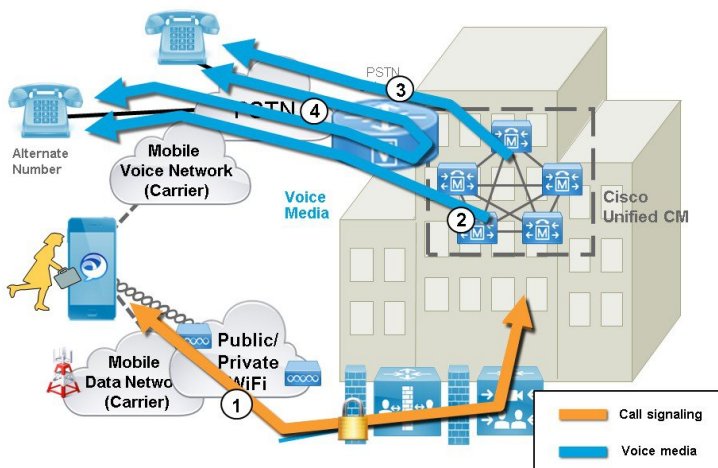 PSTN
3
PSTN
4
Alternate
Number
Mobile
Voice Network
(Carrier)
Voice
Media
2
Cisco
Unified CM
M
M
M
M
M
Public/
Private
WiFi
Mobile
Data Netwo
(Carrier)
1
Call signaling
Voice media